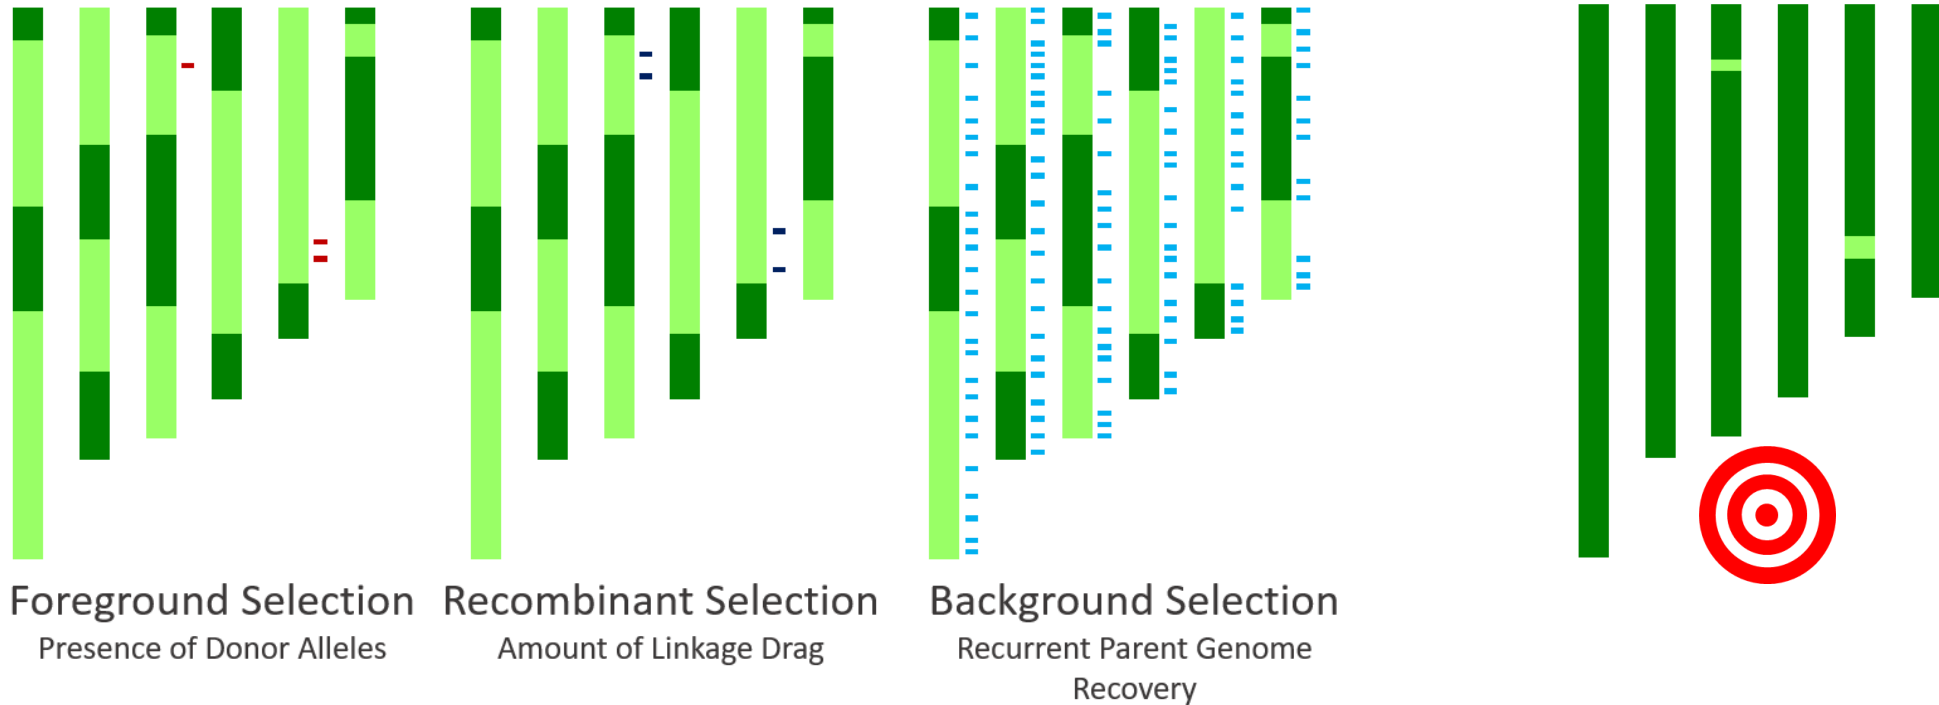 Foreground Selection
Presence of Donor Alleles
Recombinant Selection
Amount of Linkage Drag
Background Selection
Recurrent Parent Genome
Recovery